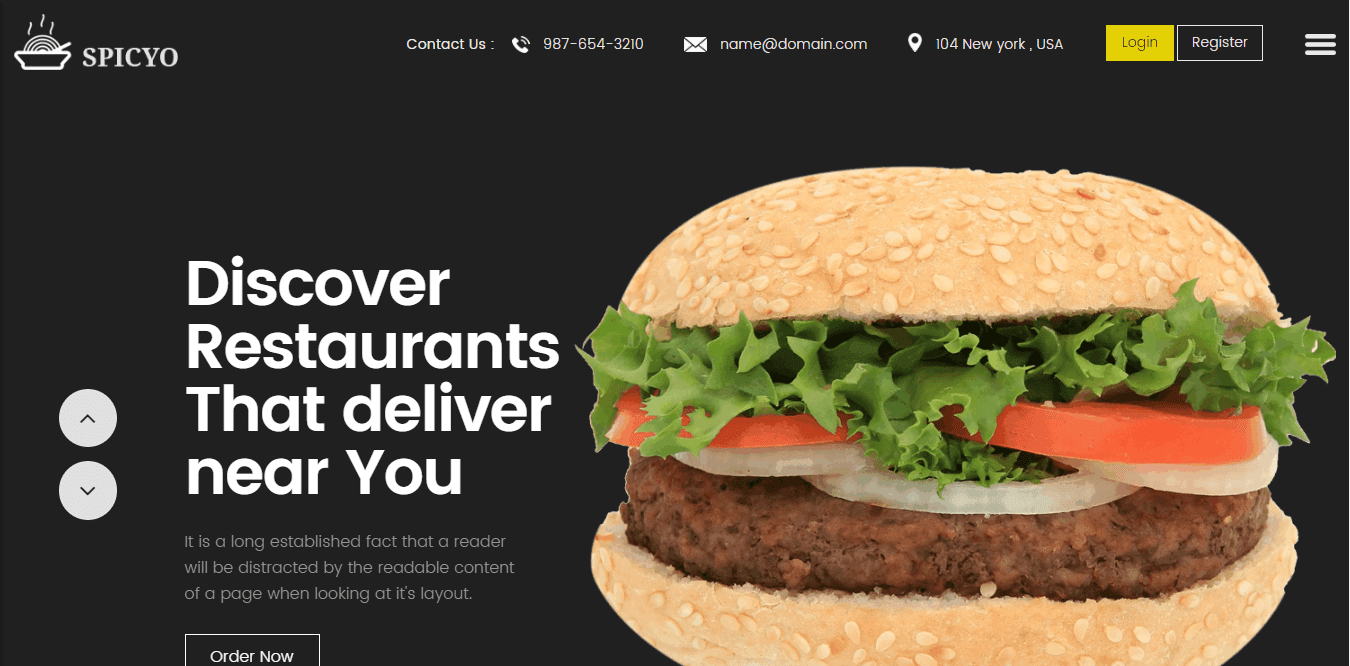 SPICYO
Contact Us : 987-654-3210 name@domain.com 104 New york , USA Login Register
Discover
Restaurants
That deliver
near You
It is a long established fact that a reader
will be distracted by the readable content
of a page when looking at it's layout.
Order Now